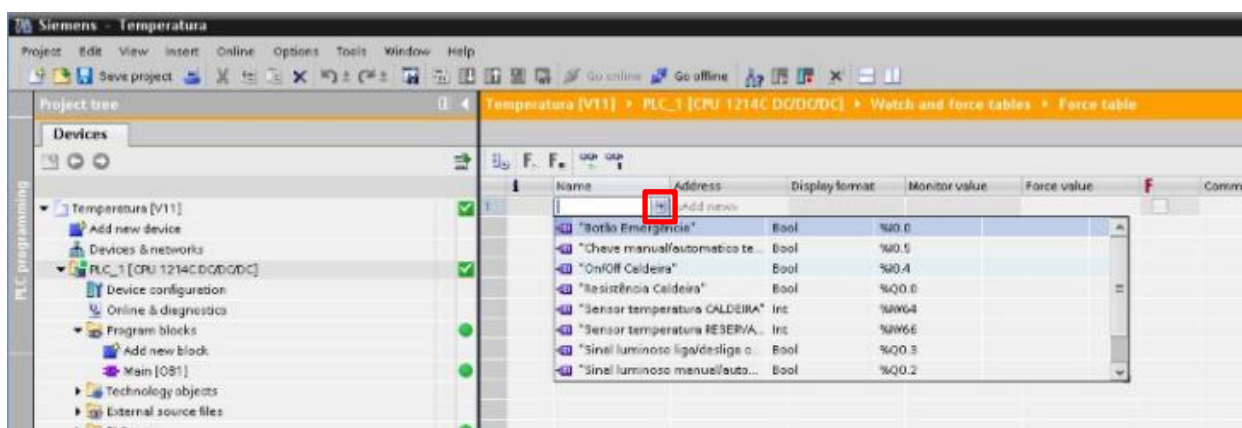 Siemens - Temperatura
Project Edit View Insert Online Options Tools Window Help
Save project Go online Go offline
Project tree
Temperatura [V11] PLC_1 [CPU 1214C DC/DC/DC] Watch and force tables Force table
Devices
PLC programming
F. F.
i Name Address Display format Monitor value Force value F Comm
Temperatura [V11]
1 <Add new>
Add new device
"Botão Emergência" Bool %I0.0
Devices & networks
"Chave manual/automatico te... Bool %I0.5
PLC_1 [CPU 1214C DC/DC/DC]
"On/Off Caldeira" Bool %I0.4
Device configuration
"Resistência Caldeira" Bool %Q0.0
Online & diagnostics
"Sensor temperatura CALDEIRA" Int %IW64
Program blocks
"Sensor temperatura RESERVA... Int %IW66
Add new block
"Sinal luminoso liga/desliga c... Bool %Q0.3
Main [OB1]
"Sinal luminoso manual/auto... Bool %Q0.2
Technology objects
External source files